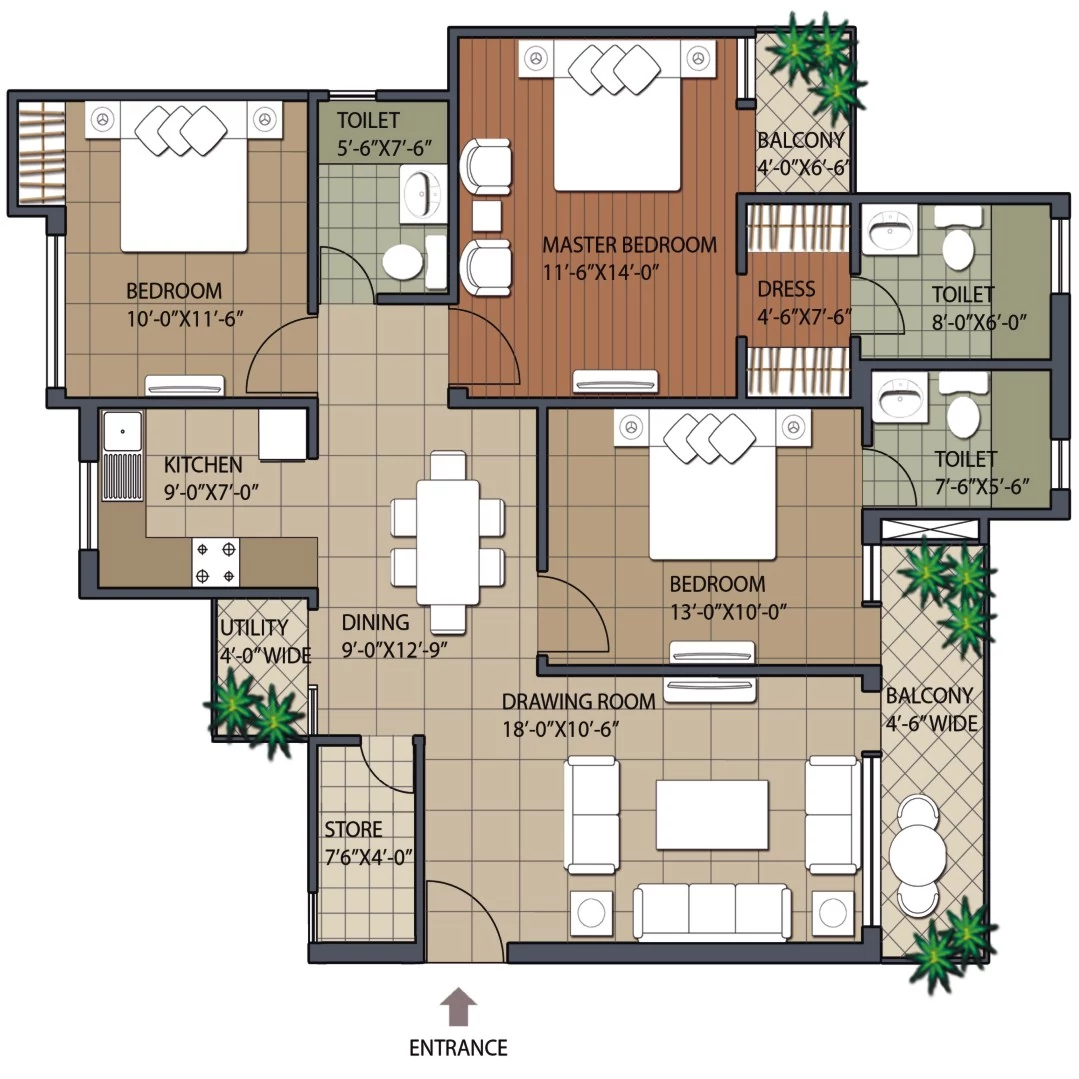 TOILET
5'-6"X7'-6"
BALCONY
4'-0"X6'-6"
MASTER BEDROOM
11'-6"X14'-0"
BEDROOM
10'-0"X11'-6"
DRESS
4'-6"X7'-6"
TOILET
8'-0"X6'-0"
KITCHEN
9'-0"X7'-0"
TOILET
7'-6"X5'-6"
BEDROOM
13'-0"X10'-0"
UTILITY
4'-0"WIDE
DINING
9'-0"X12'-9"
DRAWING ROOM
18'-0"X10'-6"
BALCONY
4'-6"WIDE
STORE
7'6"X4'-0"
ENTRANCE